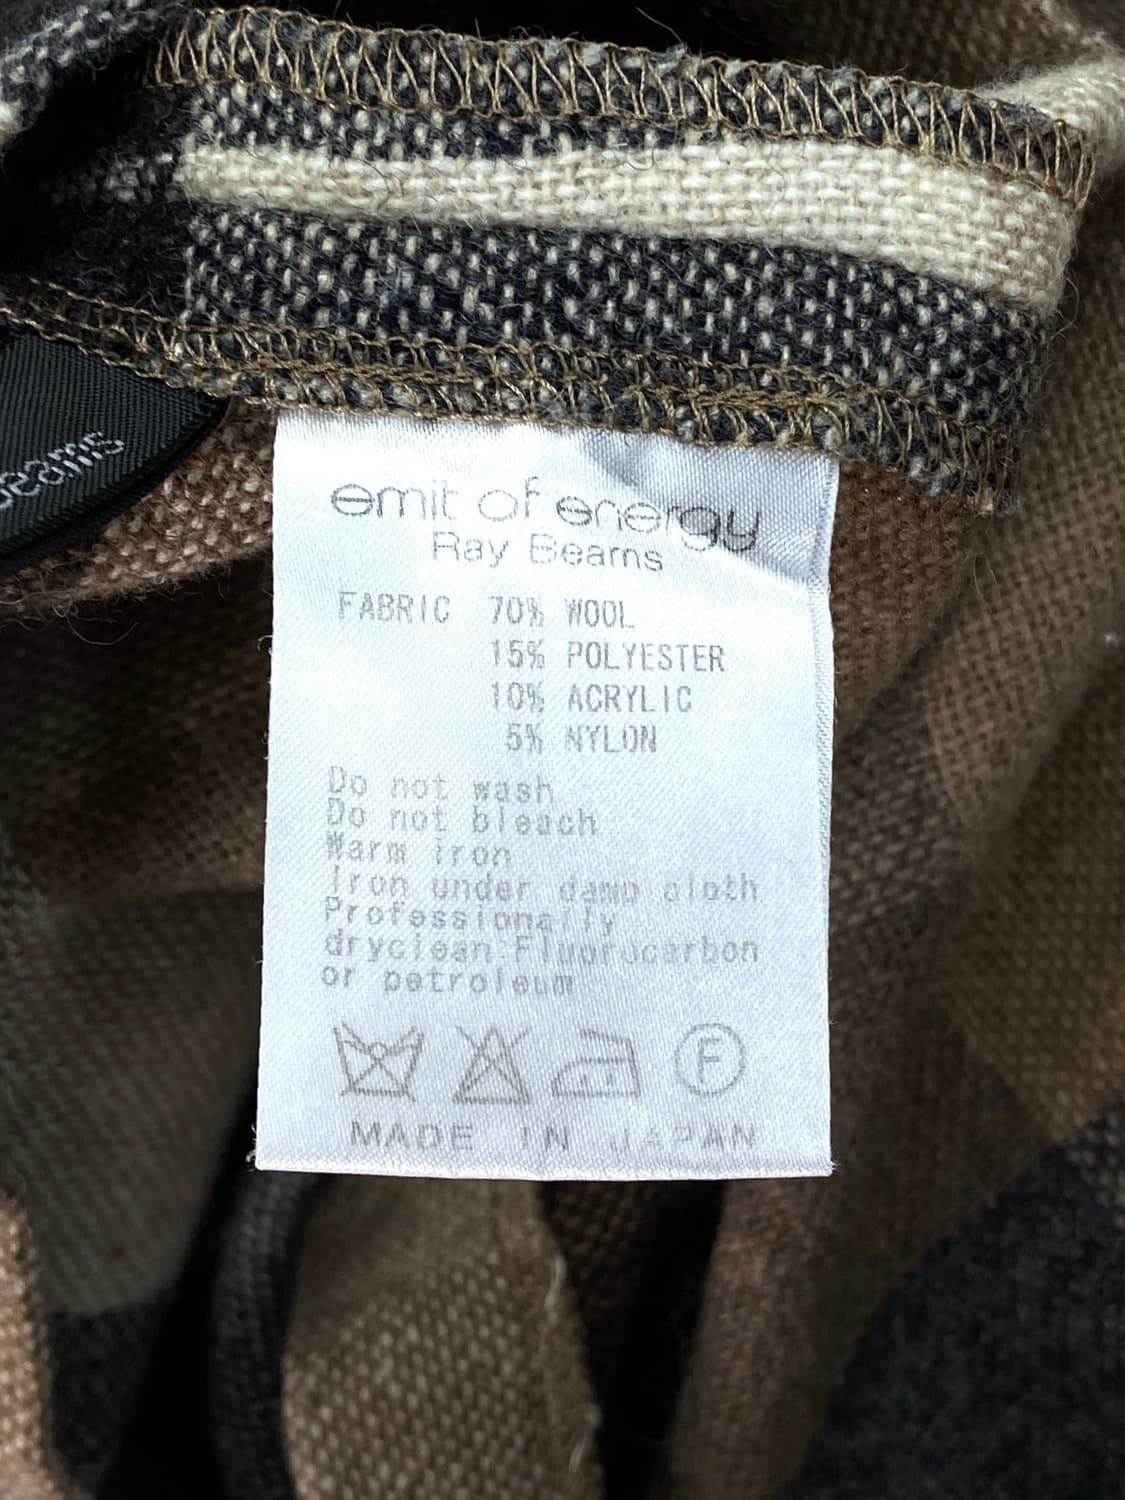 Beams
emit of energy
Ray Beams
FABRIC 70% WOOL
15% POLYESTER
10% ACRYLIC
5% NYLON
Do not wash
Do not bleach
Warm iron
Iron under damp cloth
Professionally
dryclean:Fluorocarbon
or petroleum
F
MADE IN JAPAN